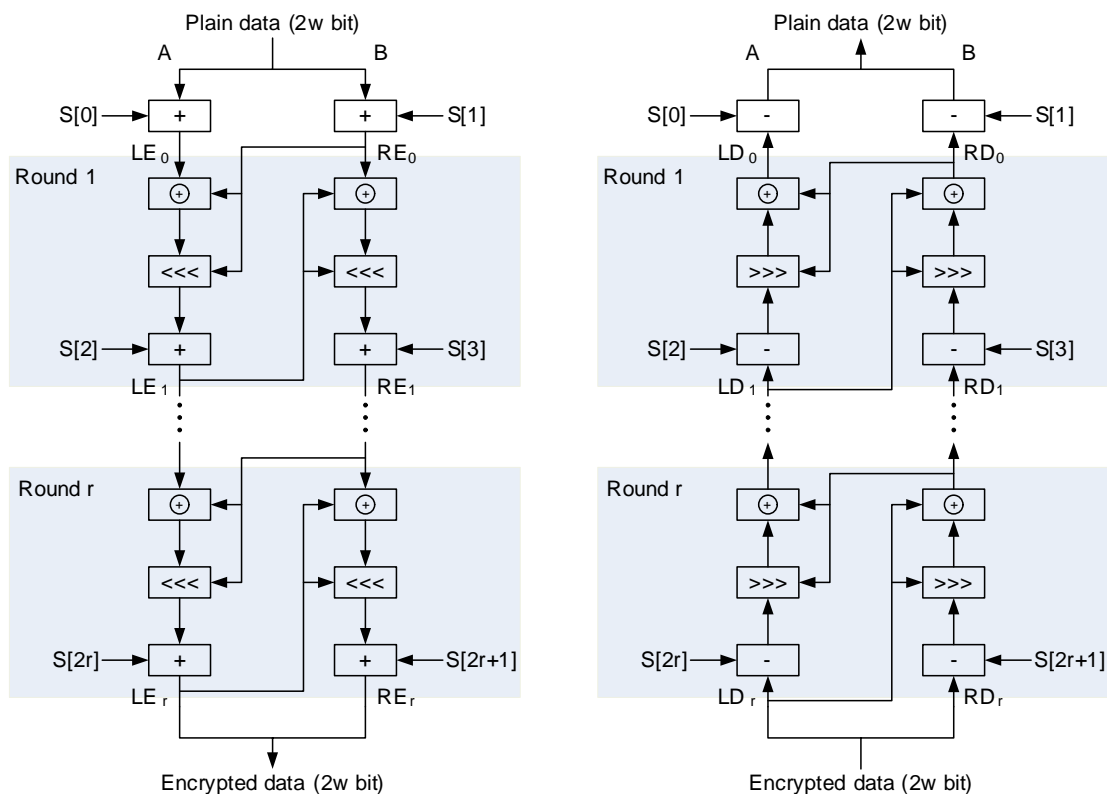 Plain data (2w bit)
A B
S[0] + + S[1]
LE0 RE0
Round 1
+ +
<<< <<<
S[2] + + S[3]
LE1 RE1
Round r
+ +
<<< <<<
S[2r] + + S[2r+1]
LEr REr
Encrypted data (2w bit)
Plain data (2w bit)
A B
S[0] - - S[1]
LD0 RD0
Round 1
+ +
>>> >>>
S[2] - - S[3]
LD1 RD1
Round r
+ +
>>> >>>
S[2r] - - S[2r+1]
LDr RDr
Encrypted data (2w bit)